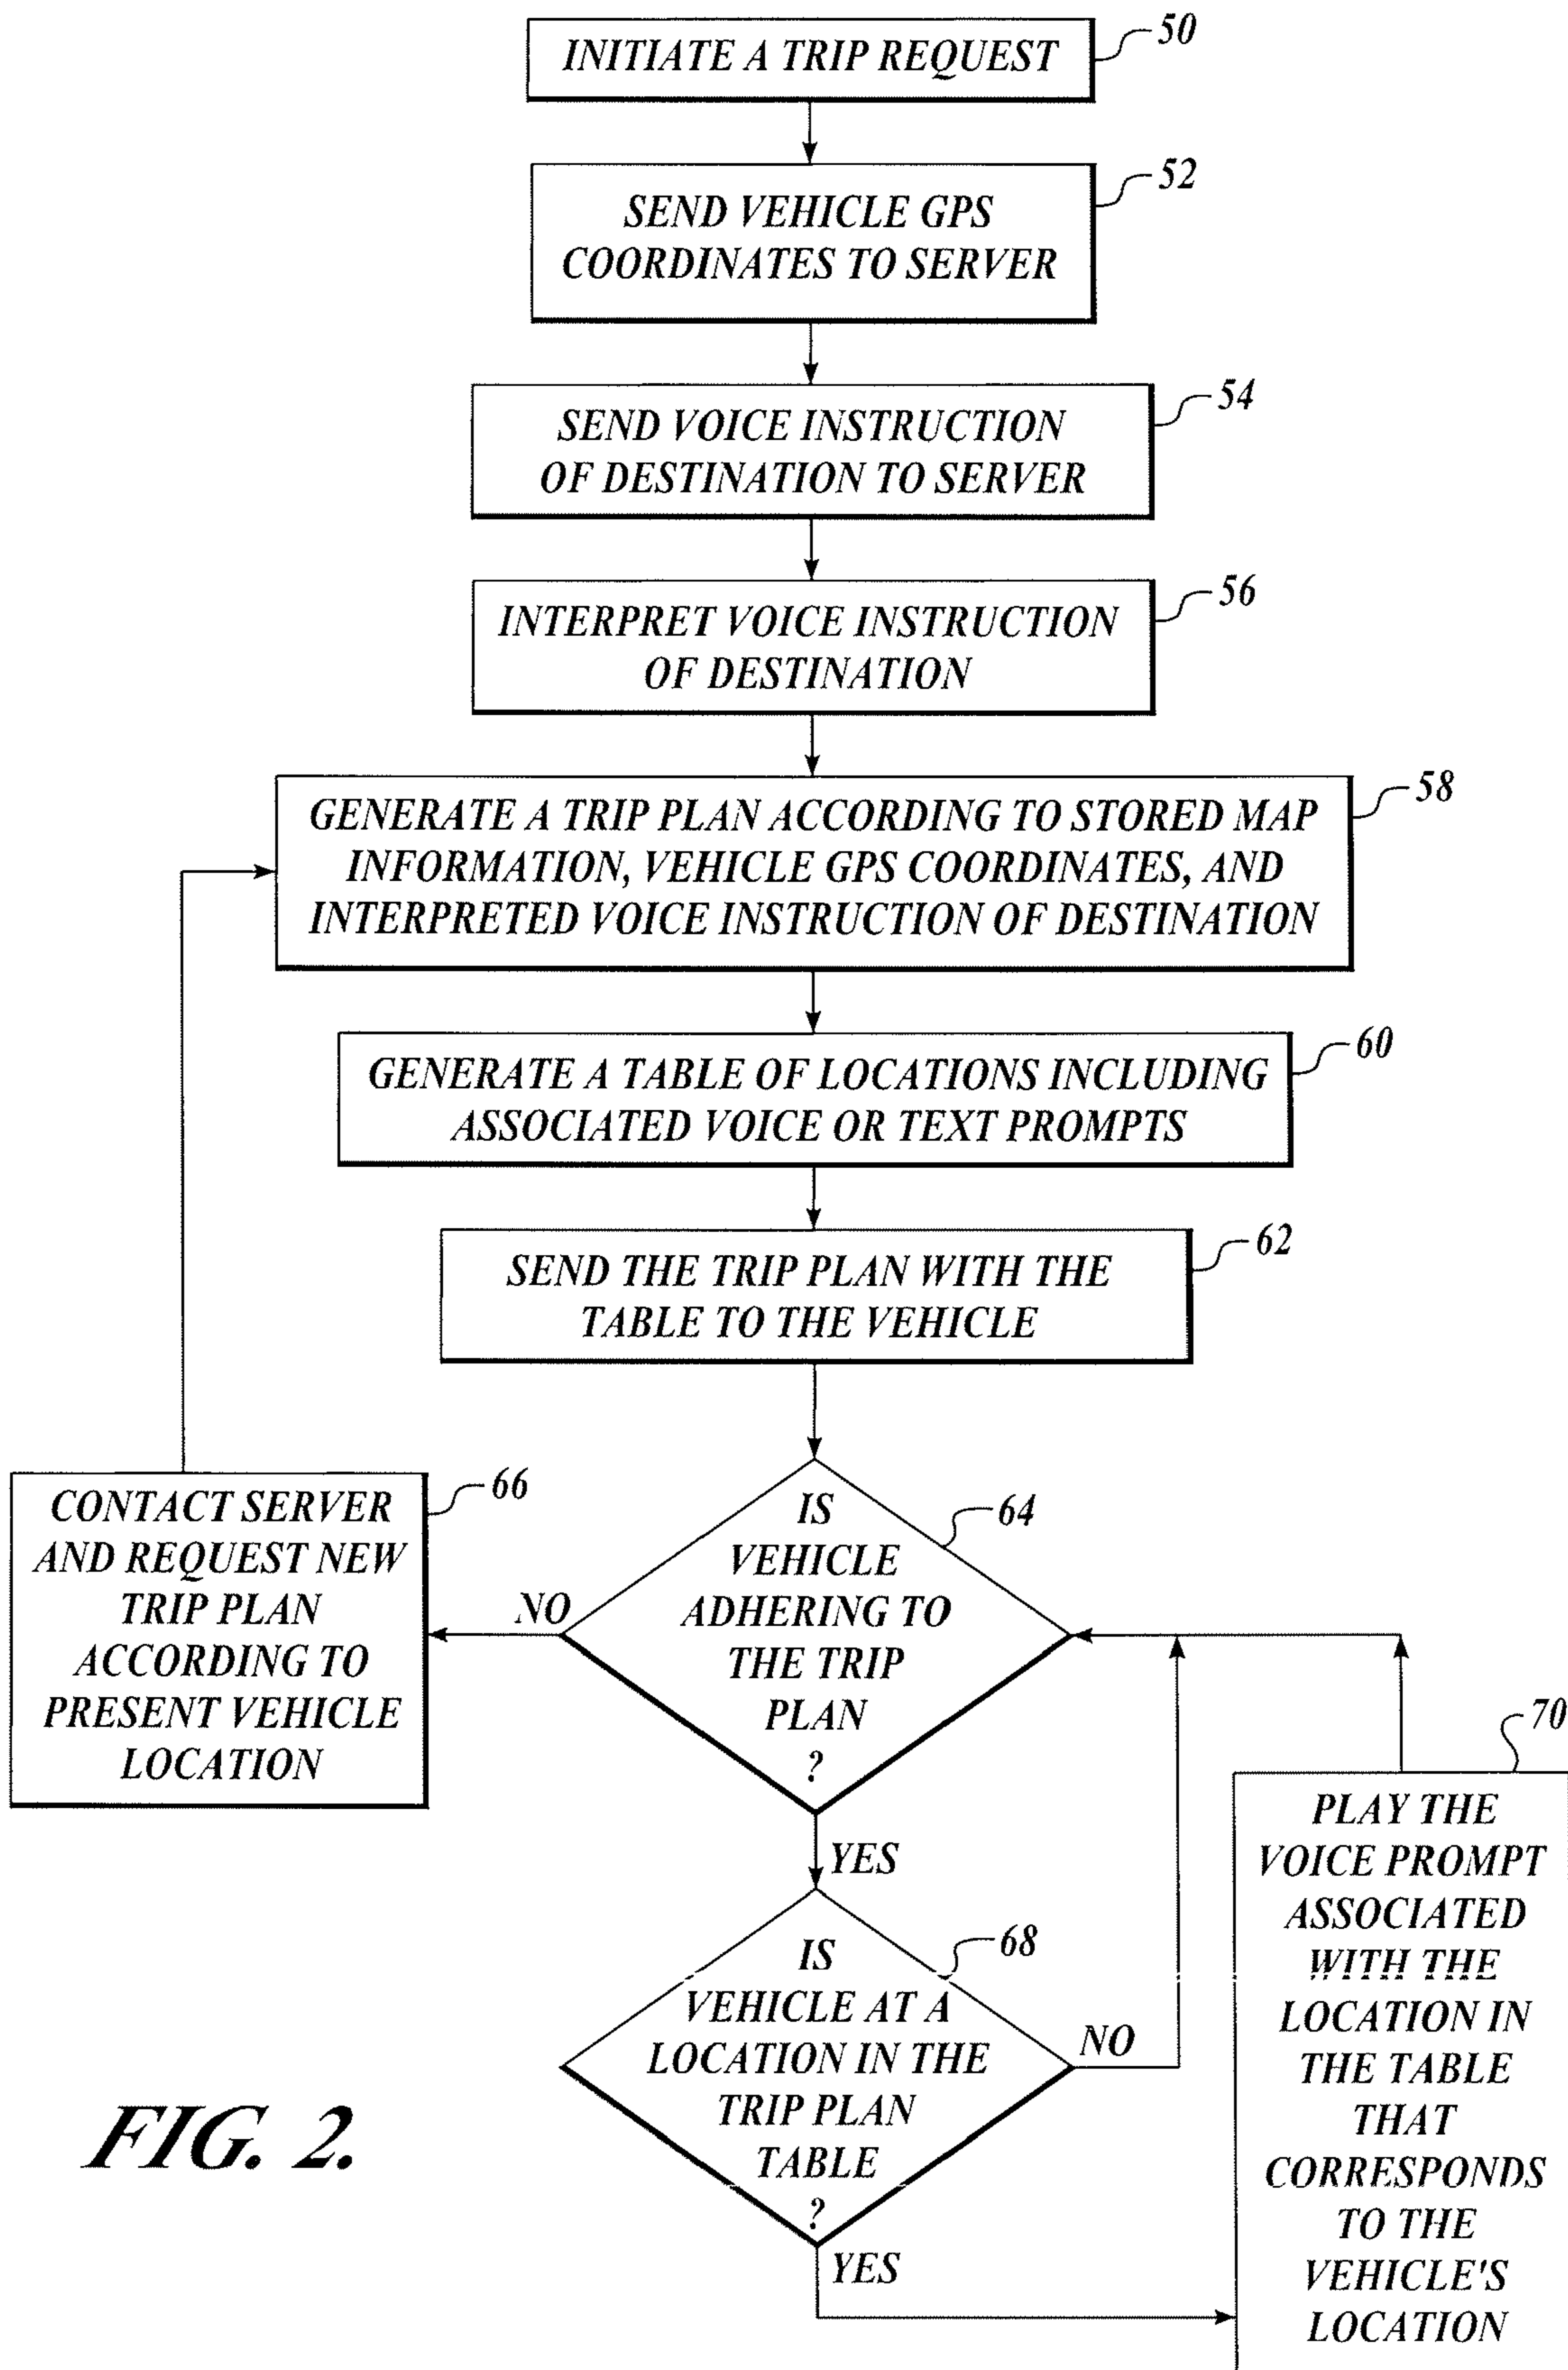 INITIATE A TRIP REQUEST
50
SEND VEHICLE GPS
COORDINATES TO SERVER
52
SEND VOICE INSTRUCTION
OF DESTINATION TO SERVER
54
INTERPRET VOICE INSTRUCTION
OF DESTINATION
56
GENERATE A TRIP PLAN ACCORDING TO STORED MAP
INFORMATION, VEHICLE GPS COORDINATES, AND
INTERPRETED VOICE INSTRUCTION OF DESTINATION
58
GENERATE A TABLE OF LOCATIONS INCLUDING
ASSOCIATED VOICE OR TEXT PROMPTS
60
SEND THE TRIP PLAN WITH THE
TABLE TO THE VEHICLE
62
IS
VEHICLE
ADHERING TO
THE TRIP
PLAN
?
64
NO
CONTACT SERVER
AND REQUEST NEW
TRIP PLAN
ACCORDING TO
PRESENT VEHICLE
LOCATION
66
YES
IS
VEHICLE AT A
LOCATION IN THE
TRIP PLAN
TABLE
?
68
NO
YES
PLAY THE
VOICE PROMPT
ASSOCIATED
WITH THE
LOCATION IN
THE TABLE
THAT
CORRESPONDS
TO THE
VEHICLE'S
LOCATION
70
FIG. 2.